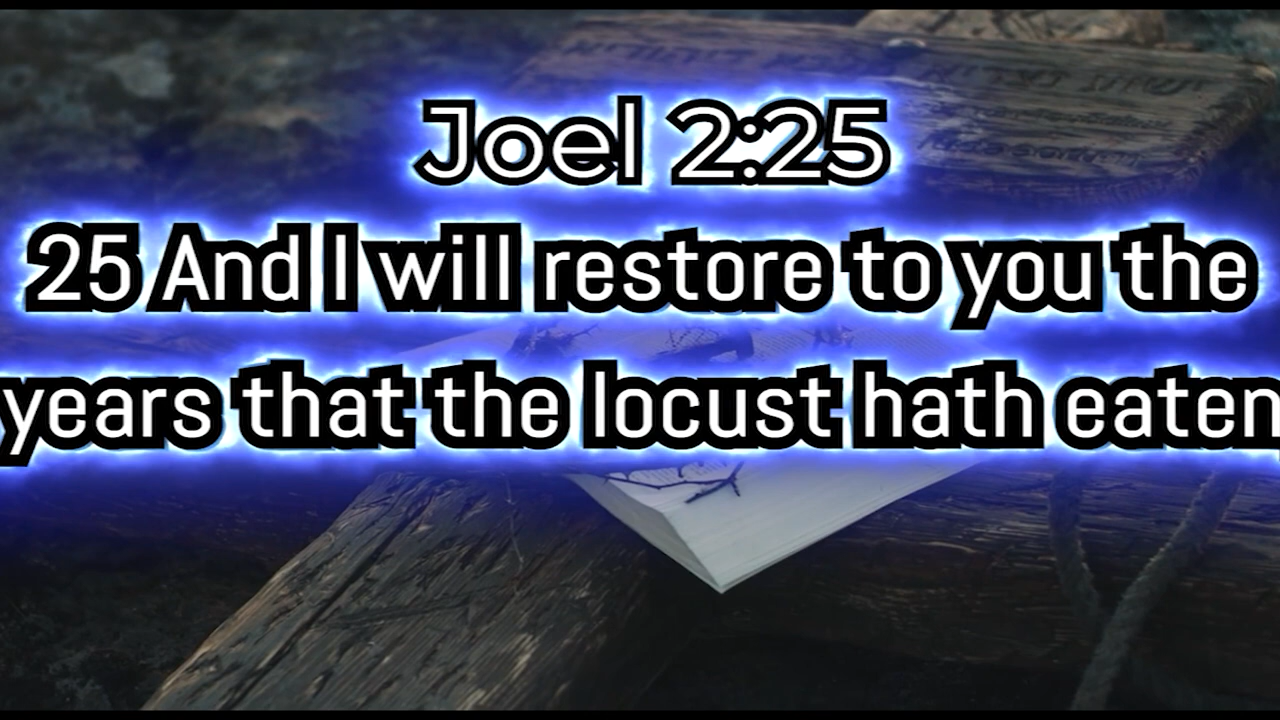 Joel 2:25
25 And I will restore to you the
years that the locust hath eaten,